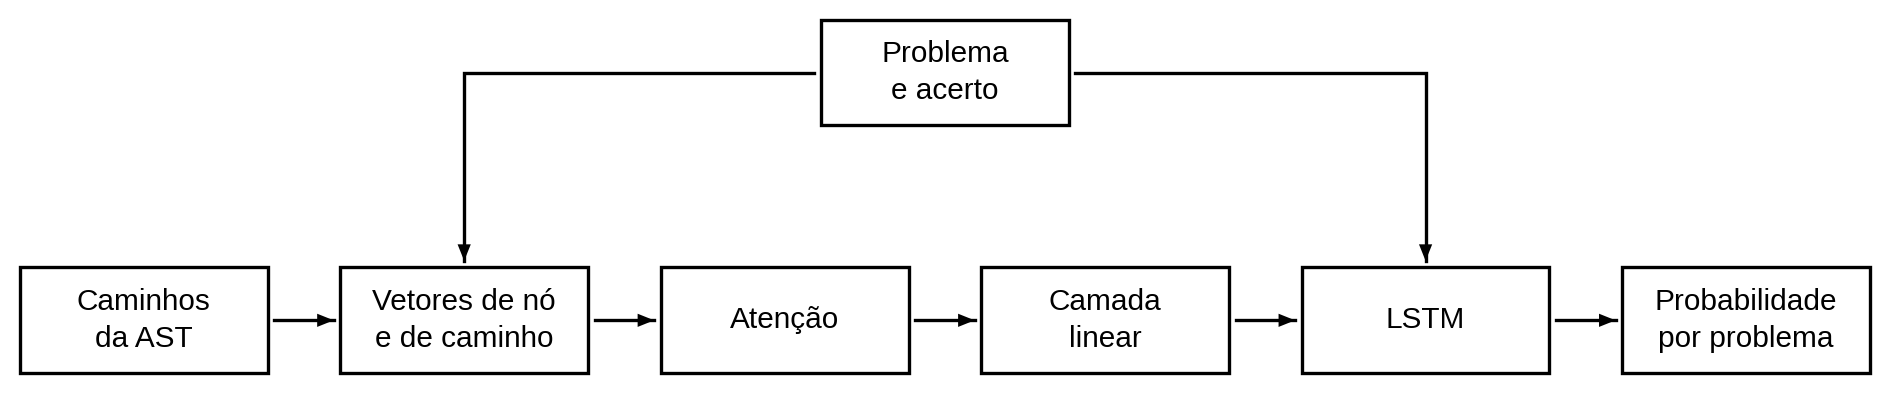 Problema
e acerto
Caminhos
da AST
Vetores de nó
e de caminho
Atenção
Camada
linear
LSTM
Probabilidade
por problema